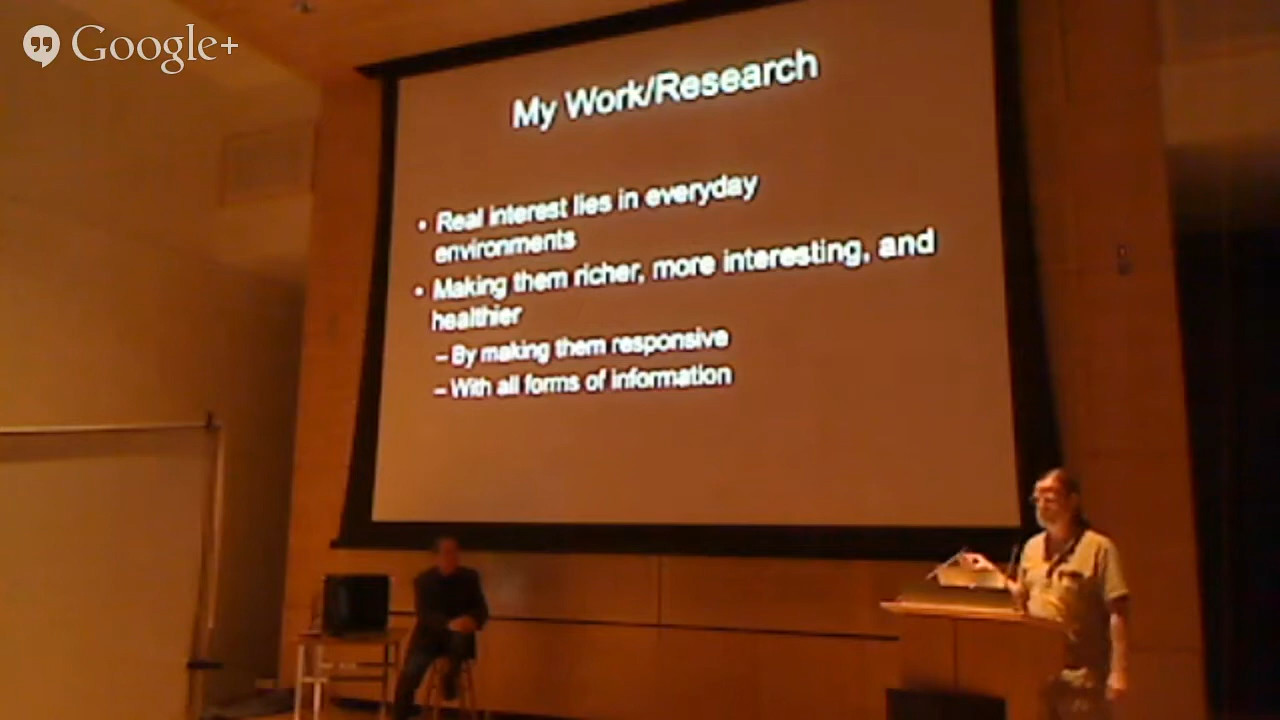 Google+
My Work/Research
• Real interest lies in everyday
environments
• Making them richer, more interesting, and
healthier
– By making them responsive
– With all forms of information